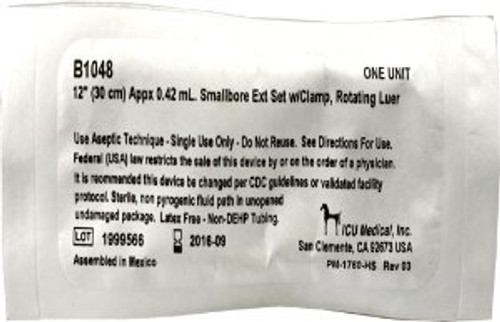 B1048 ONE UNIT
12" (30 cm) Appx 0.42 mL. Smallbore Ext Set w/Clamp, Rotating Luer
Use Aseptic Technique - Single Use Only - Do Not Reuse. See Directions For Use.
Federal (USA) law restricts the sale of this device by or on the order of a physician.
It is recommended this device be changed per CDC guidelines or validated facility
protocol. Sterile, non pyrogenic fluid path in unopened
undamaged package. Latex Free - Non-DEHP Tubing.
ICU Medical, Inc.
LOT 1999566 2016-09
San Clemente, CA 92673 USA
Assembled in Mexico
PM-1760-HS Rev 03